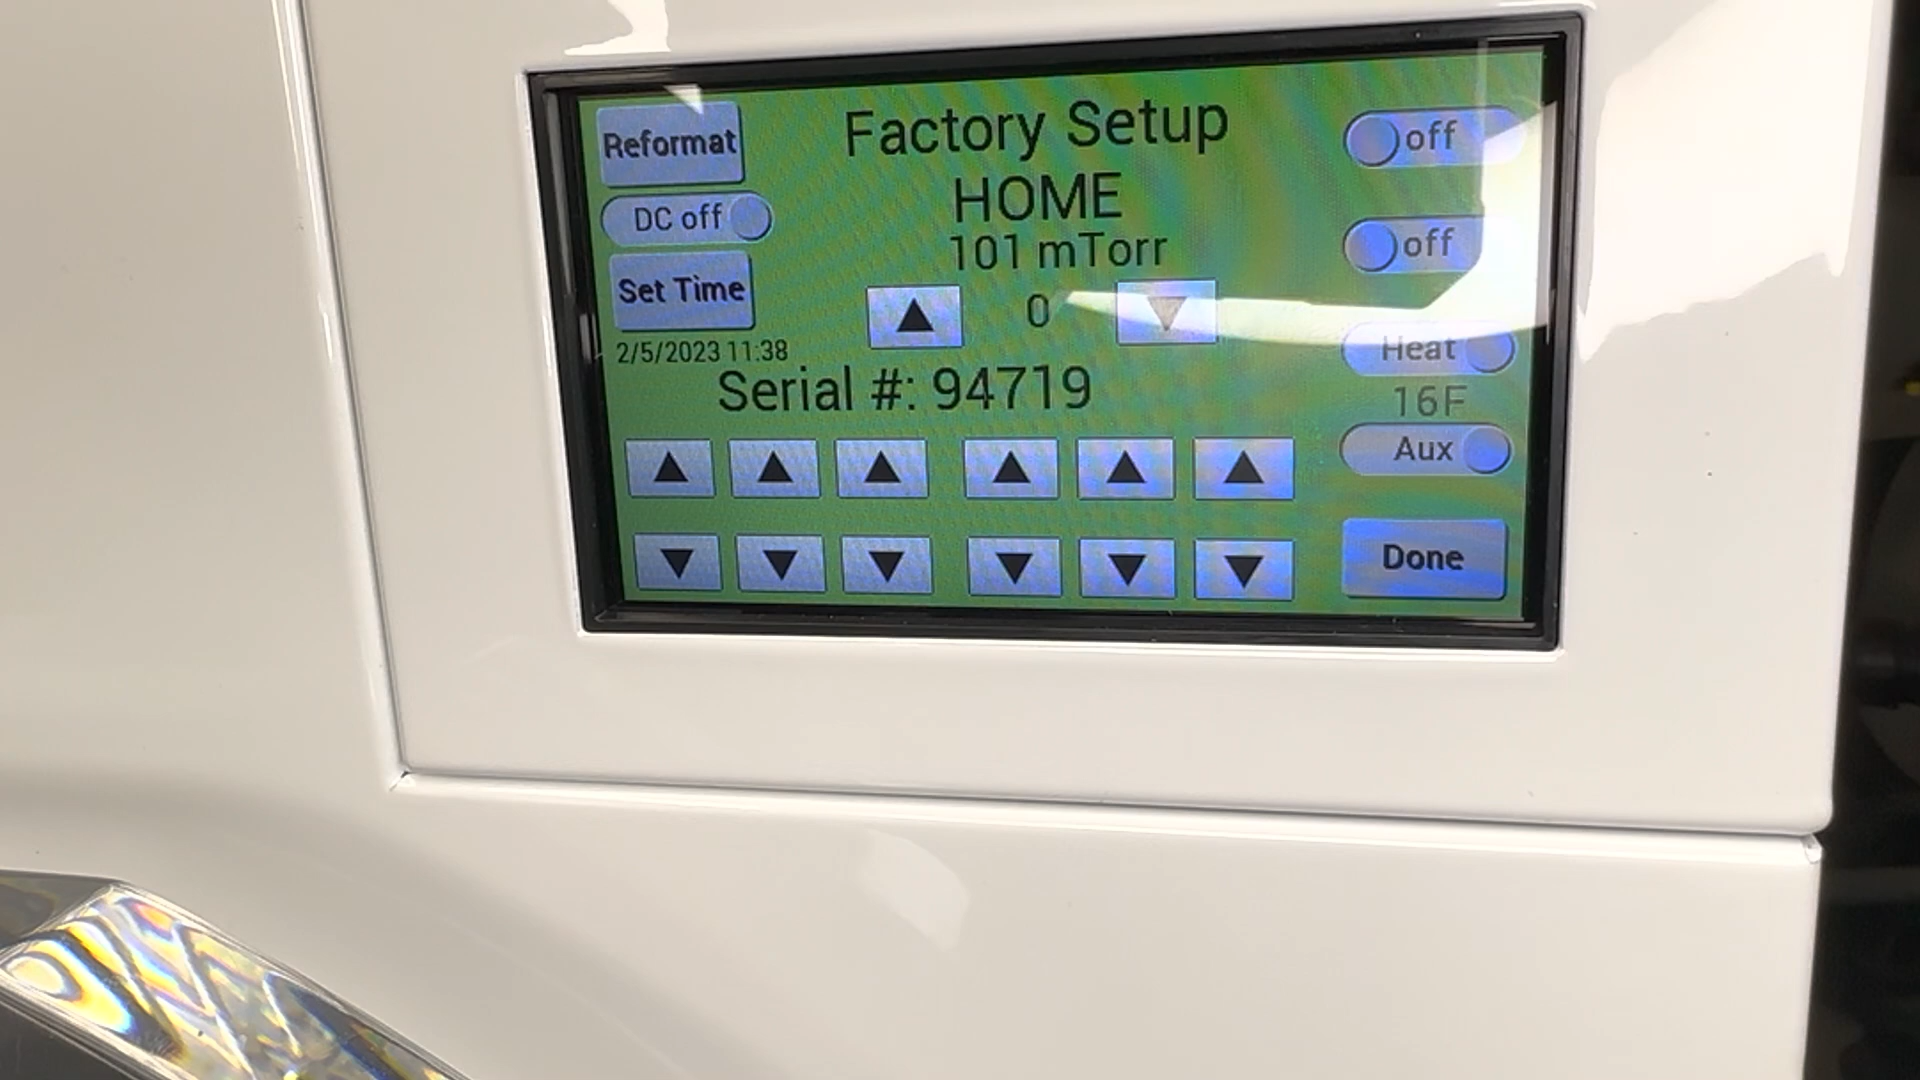 Factory Setup
Reformat
off
HOME
DC off
off
101 mTorr
Set Time
0
2/5/2023 11:38
Heat
Serial #: 94719
16F
Aux
Done